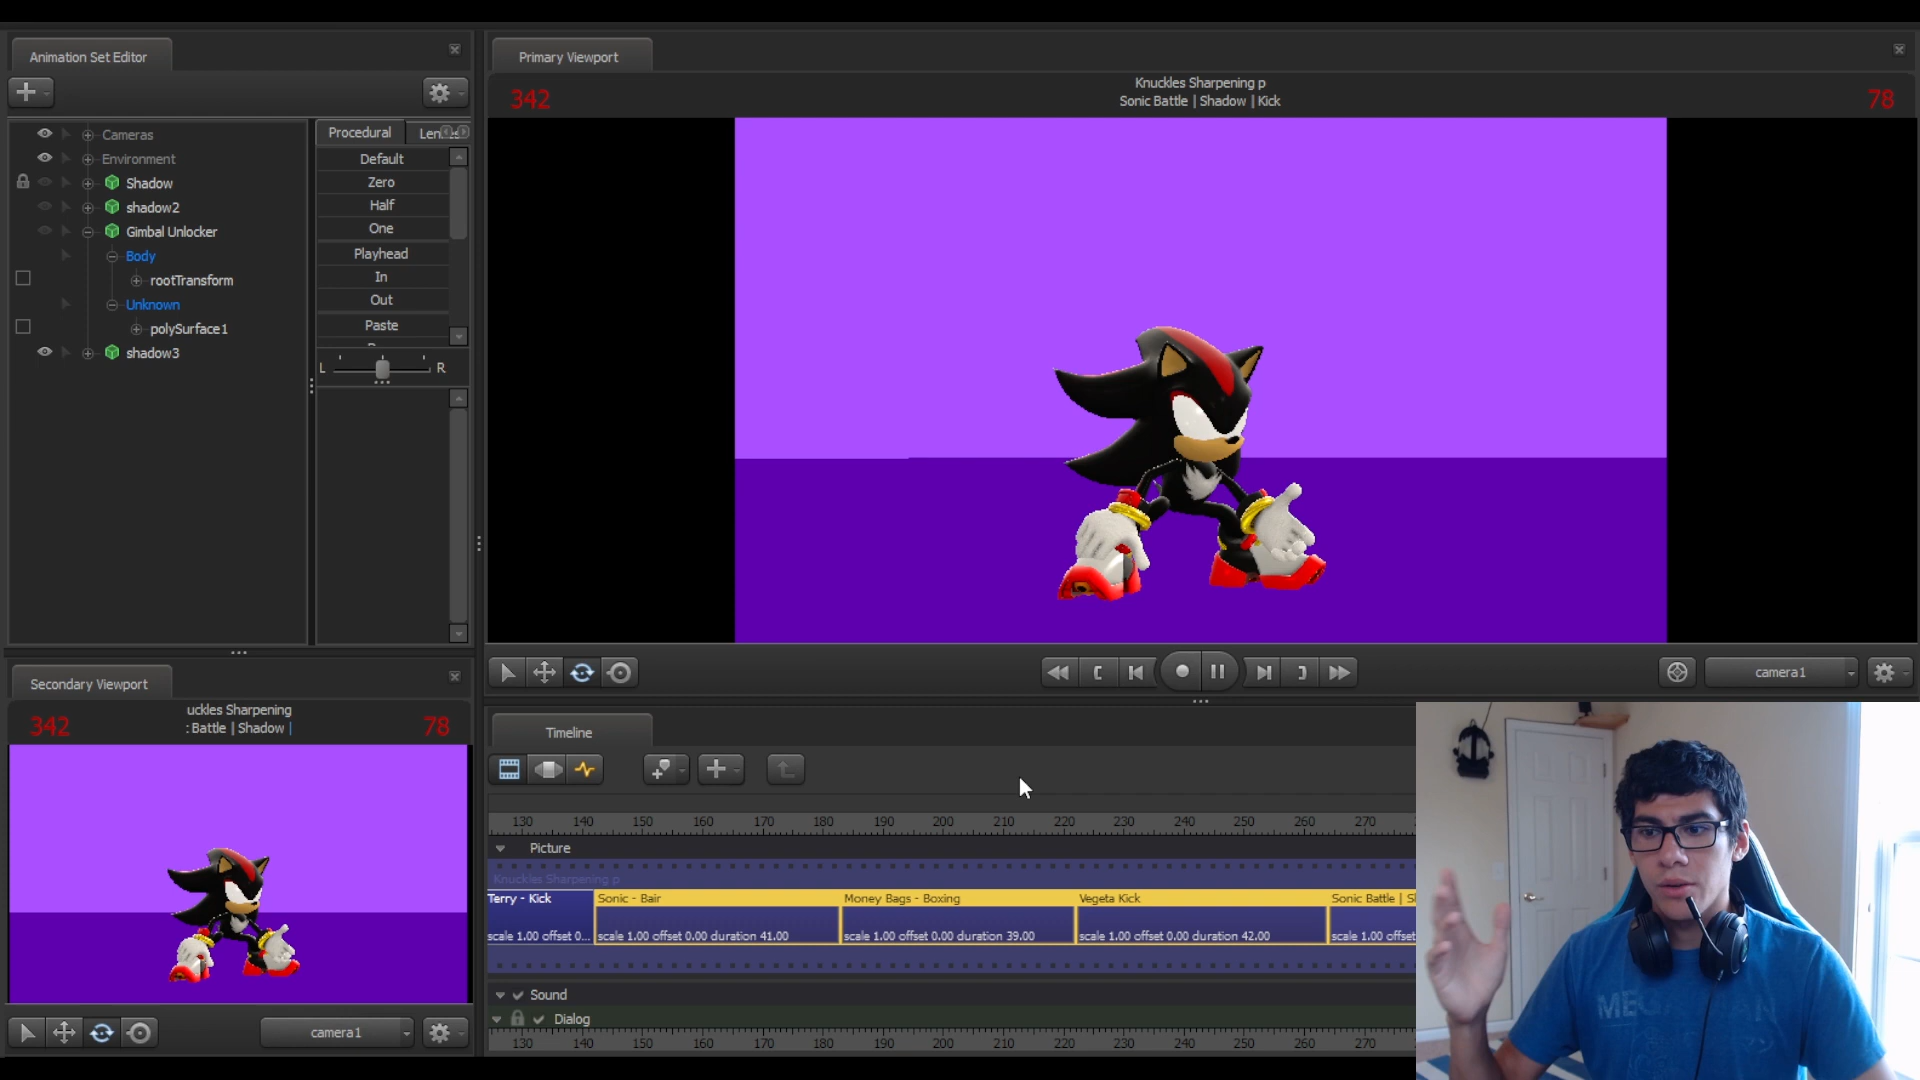 Animation Set Editor
Primary Viewport
342
Knuckles Sharpening p
Sonic Battle | Shadow | Kick
78
Cameras
Environment
Shadow
shadow2
Gimbal Unlocker
Body
rootTransform
Unknown
polySurface1
shadow3
Procedural
Default
Zero
Half
One
Playhead
In
Out
Paste
L
R
camera1
Secondary Viewport
342
uckles Sharpening
: Battle | Shadow |
78
camera1
Timeline
130 140 150 160 170 180 190 200 210 220 230 240 250 260 270
Picture
Knuckles Sharpening p
Terry - Kick
Sonic - Bair
Money Bags - Boxing
Vegeta Kick
Sonic Battle | S
scale 1.00 offset 0...
scale 1.00 offset 0.00 duration 41.00
scale 1.00 offset 0.00 duration 39.00
scale 1.00 offset 0.00 duration 42.00
scale 1.00 offset
Sound
Dialog
130 140 150 160 170 180 190 200 210 220 230 240 250 260 270